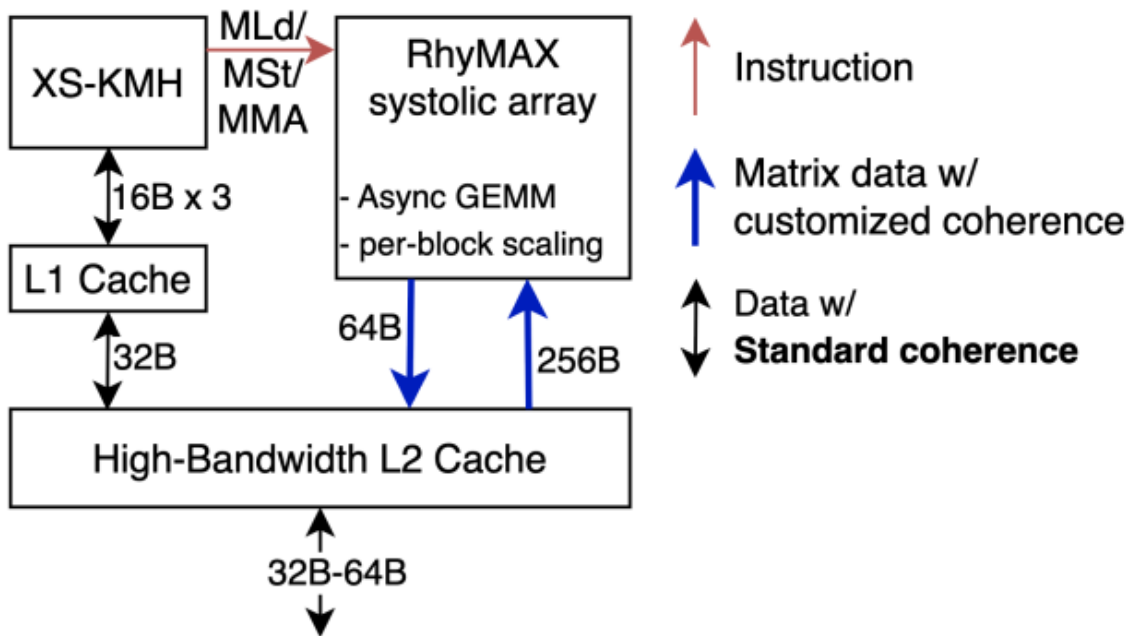 XS-KMH
MLd/
MSt/
MMA
RhyMAX
systolic array
- Async GEMM
- per-block scaling
16B x 3
L1 Cache
32B
64B
256B
High-Bandwidth L2 Cache
32B-64B
Instruction
Matrix data w/
customized coherence
Data w/
Standard coherence